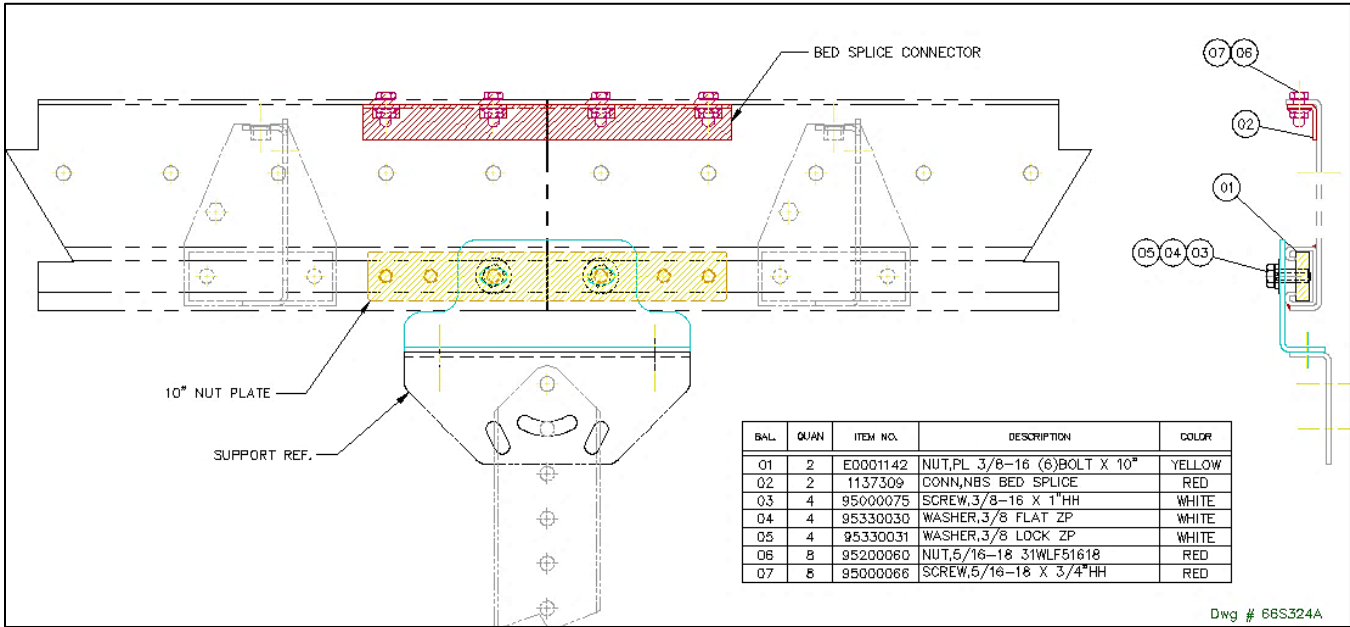 BED SPLICE CONNECTOR
07 06
02
01
05 04 03
10" NUT PLATE
SUPPORT REF.
BAL. QUAN ITEM NO. DESCRIPTION COLOR
01 2 E0001142 NUT,PL 3/8-16 (6)BOLT X 10" YELLOW
02 2 1137309 CONN,NBS BED SPLICE RED
03 4 95000075 SCREW,3/8-16 X 1"HH WHITE
04 4 95330030 WASHER,3/8 FLAT ZP WHITE
05 4 95330031 WASHER,3/8 LOCK ZP WHITE
06 8 95200060 NUT,5/16-18 31WLF51618 RED
07 8 95000066 SCREW,5/16-18 X 3/4"HH RED
Dwg # 66S324A